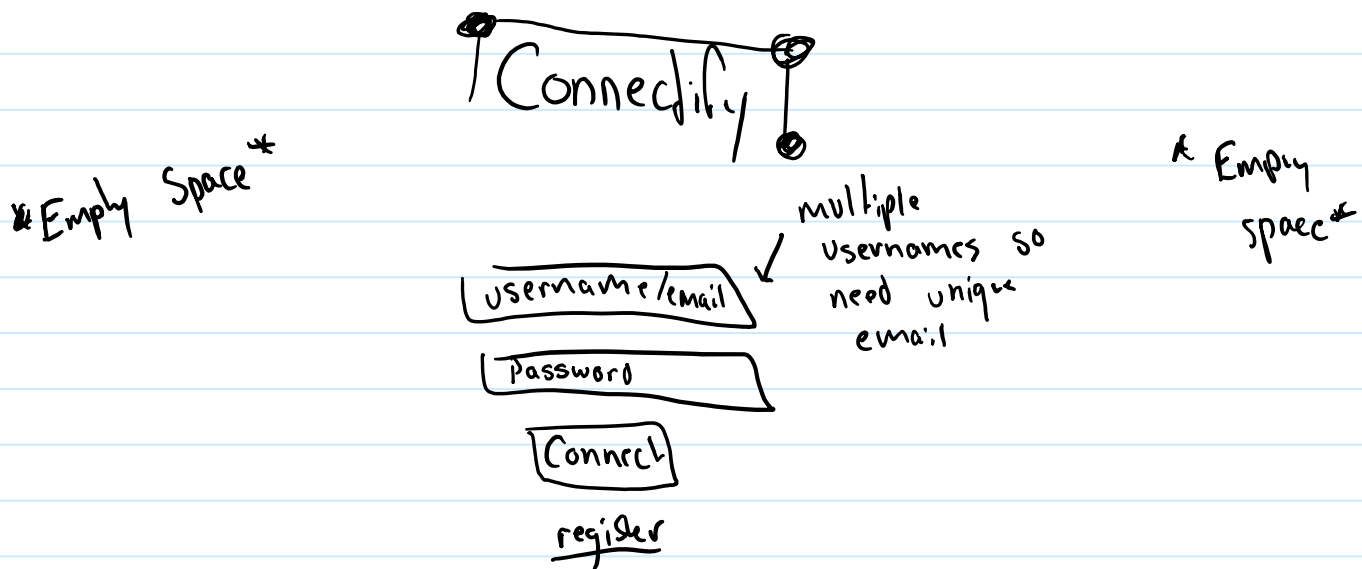 Connectify
*Empty Space*
* Empty
space*
multiple
usernames so
need unique
email
username/email
Password
Connect
register